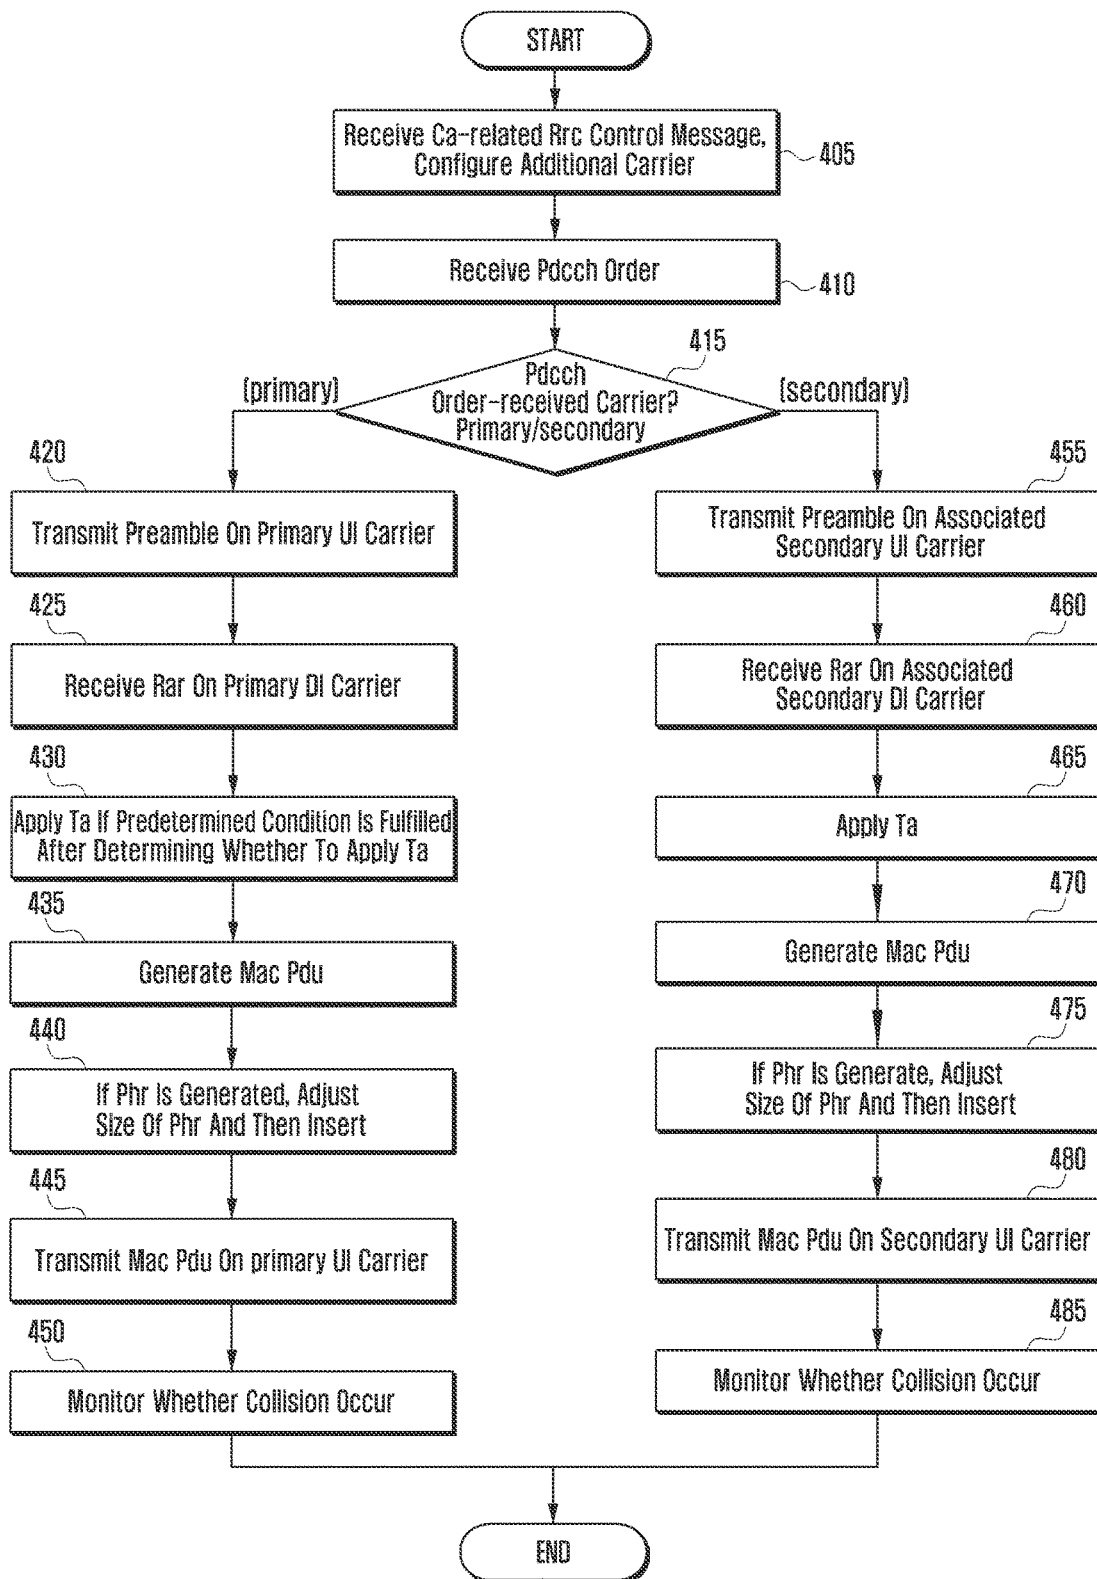 START
Receive Ca-related Rrc Control Message,
Configure Additional Carrier
405
Receive Pdcch Order
410
415
Pdcch
Order-received Carrier?
Primary/secondary
(primary)
(secondary)
420
Transmit Preamble On Primary Ul Carrier
425
Receive Rar On Primary Dl Carrier
430
Apply Ta If Predetermined Condition Is Fulfilled
After Determining Whether To Apply Ta
435
Generate Mac Pdu
440
If Phr Is Generated, Adjust
Size Of Phr And Then Insert
445
Transmit Mac Pdu On primary Ul Carrier
450
Monitor Whether Collision Occur
455
Transmit Preamble On Associated
Secondary Ul Carrier
460
Receive Rar On Associated
Secondary Dl Carrier
465
Apply Ta
470
Generate Mac Pdu
475
If Phr Is Generate, Adjust
Size Of Phr And Then Insert
480
Transmit Mac Pdu On Secondary Ul Carrier
485
Monitor Whether Collision Occur
END